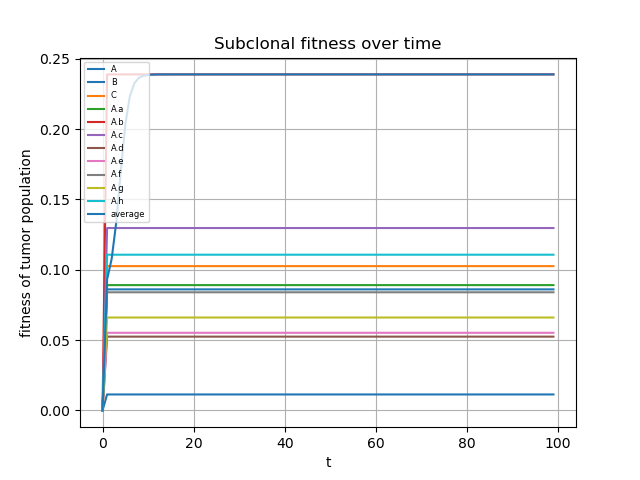 Subclonal fitness over time
fitness of tumor population
0.25
0.20
0.15
0.10
0.05
0.00
A
B
C
A.a
A.b
A.c
A.d
A.e
A.f
A.g
A.h
average
0
20
40
60
80
100
t